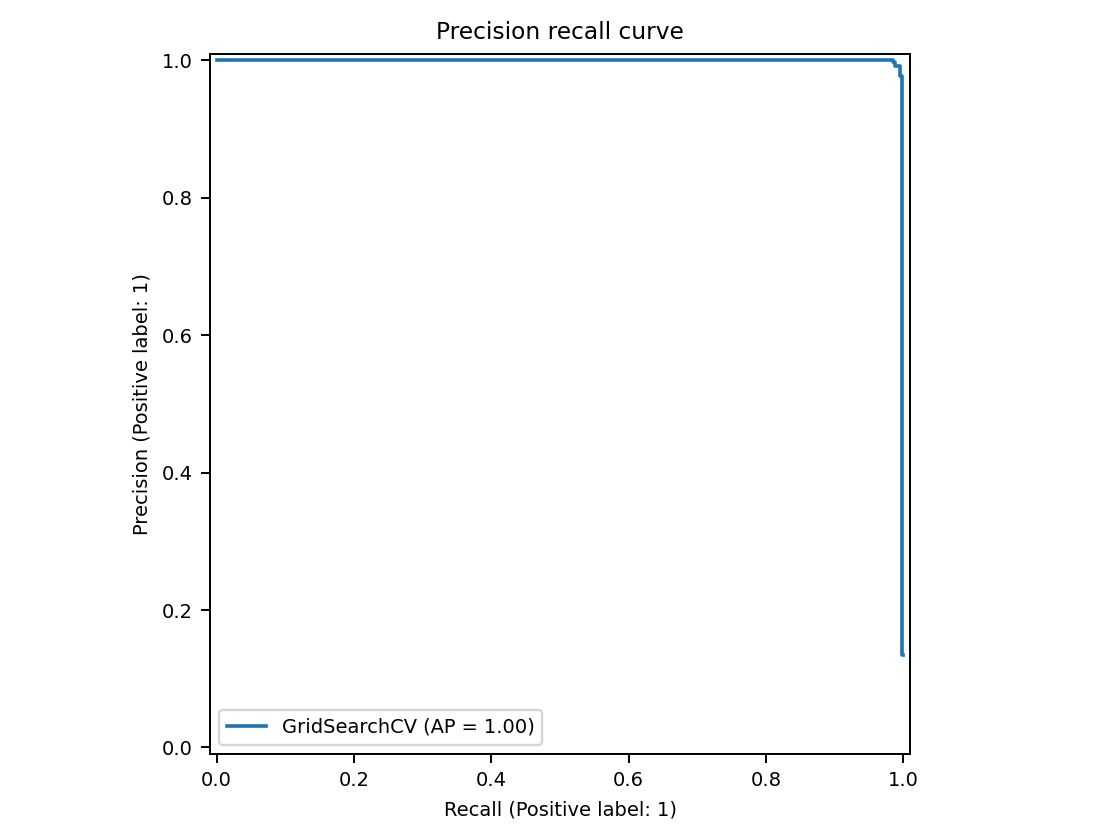 Precision recall curve
1.0
0.8
0.6
0.4
0.2
0.0
Precision (Positive label: 1)
GridSearchCV (AP = 1.00)
0.0 0.2 0.4 0.6 0.8 1.0
Recall (Positive label: 1)